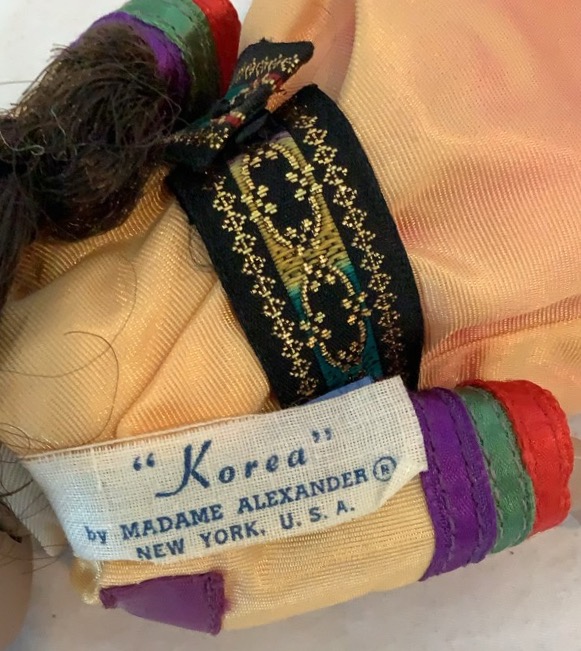 "Korea"
by MADAME ALEXANDER®
NEW YORK, U.S.A.